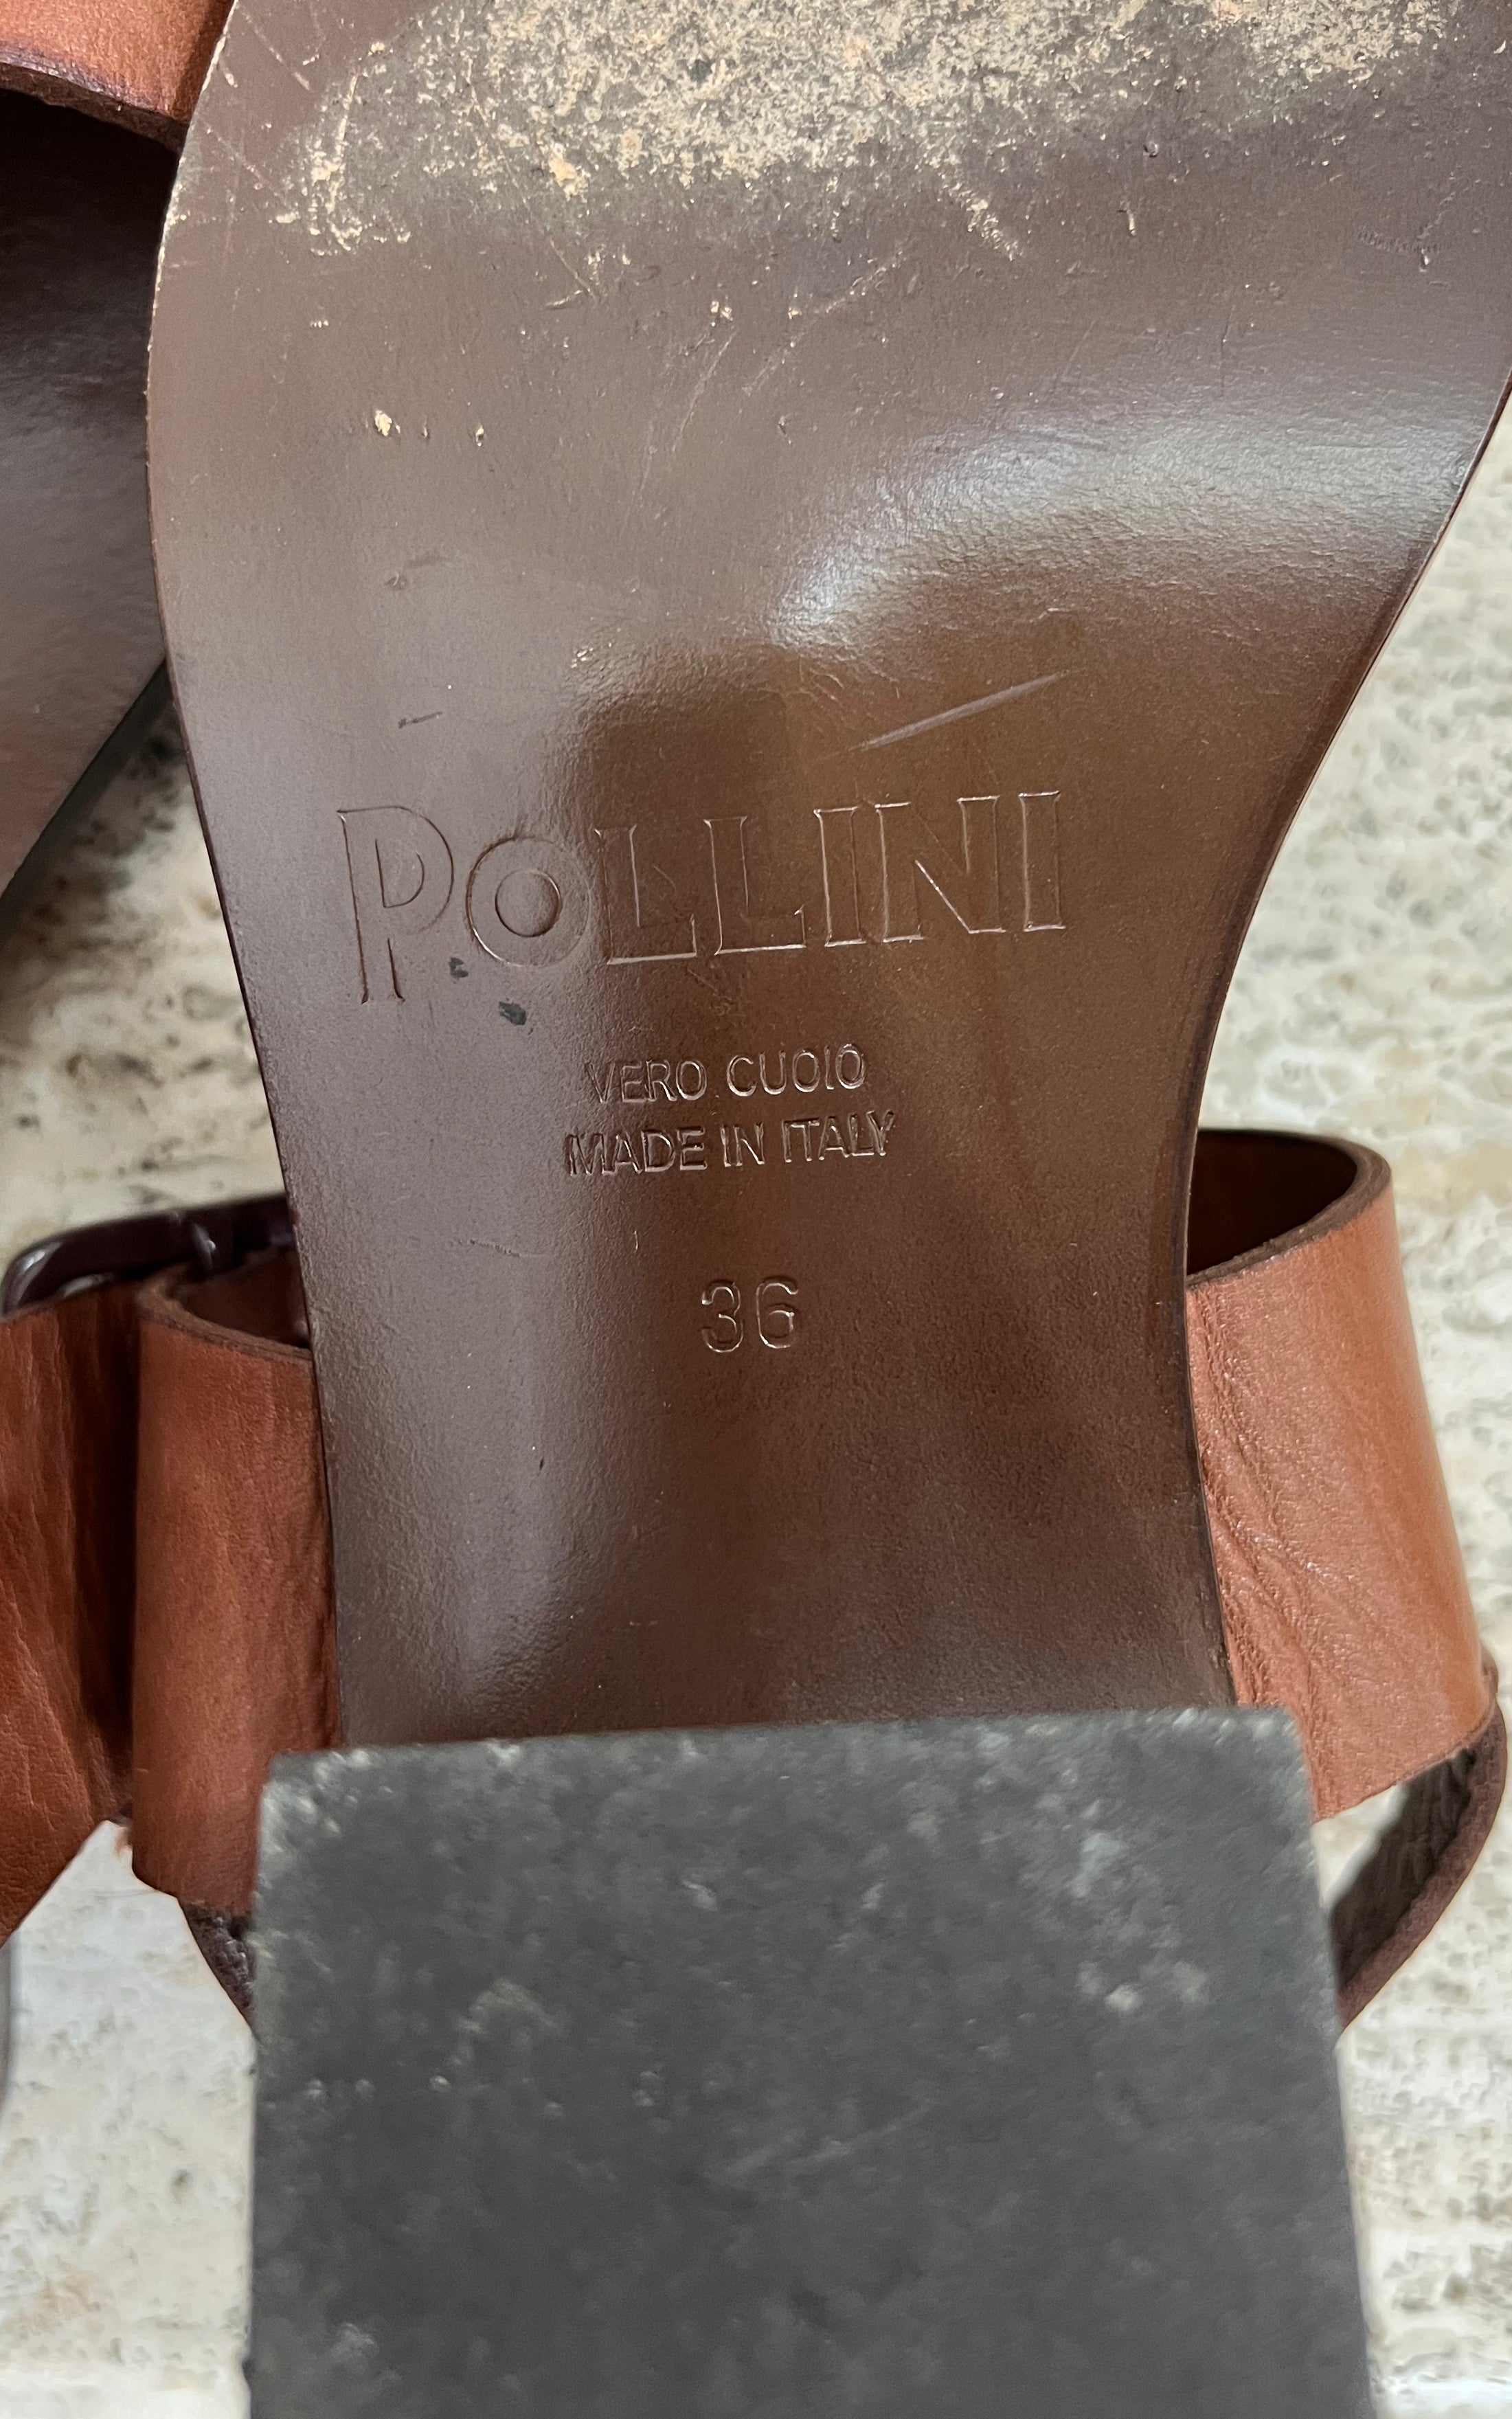 POLLINI
VERO CUOIO
MADE IN ITALY
36